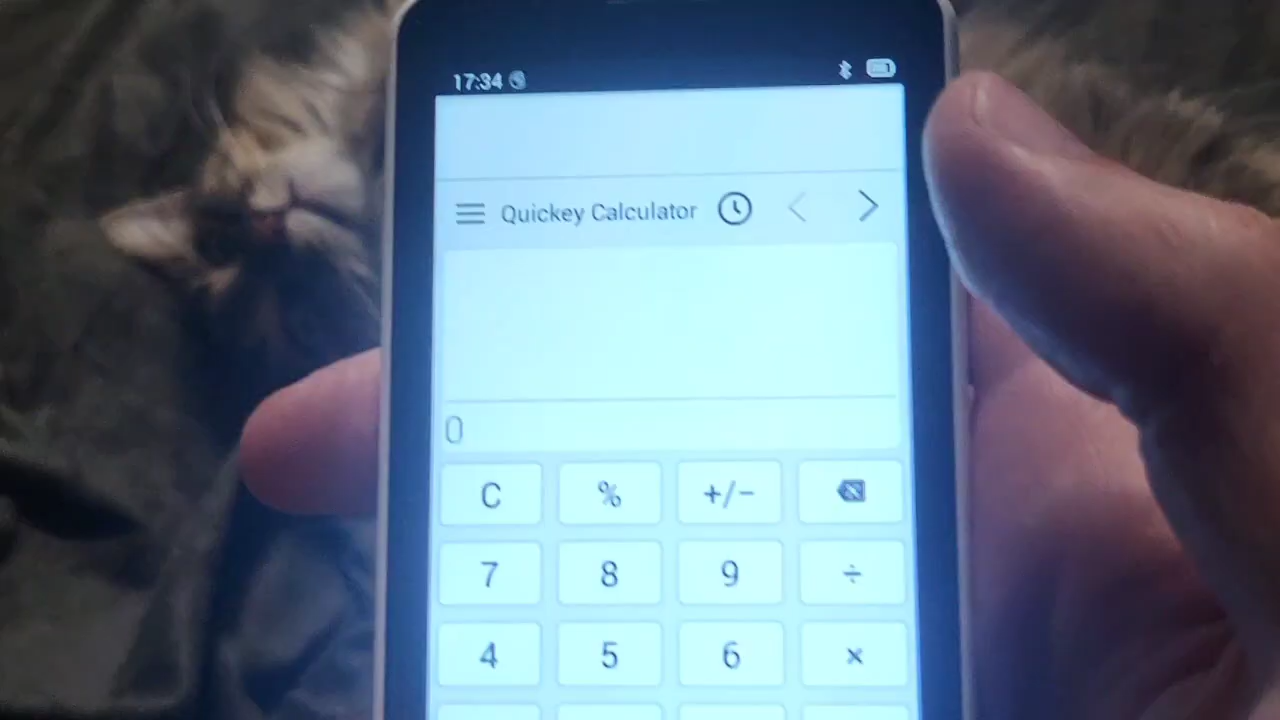 17:34
Quickey Calculator
0
C % +/−
7 8 9 ÷
4 5 6 ×